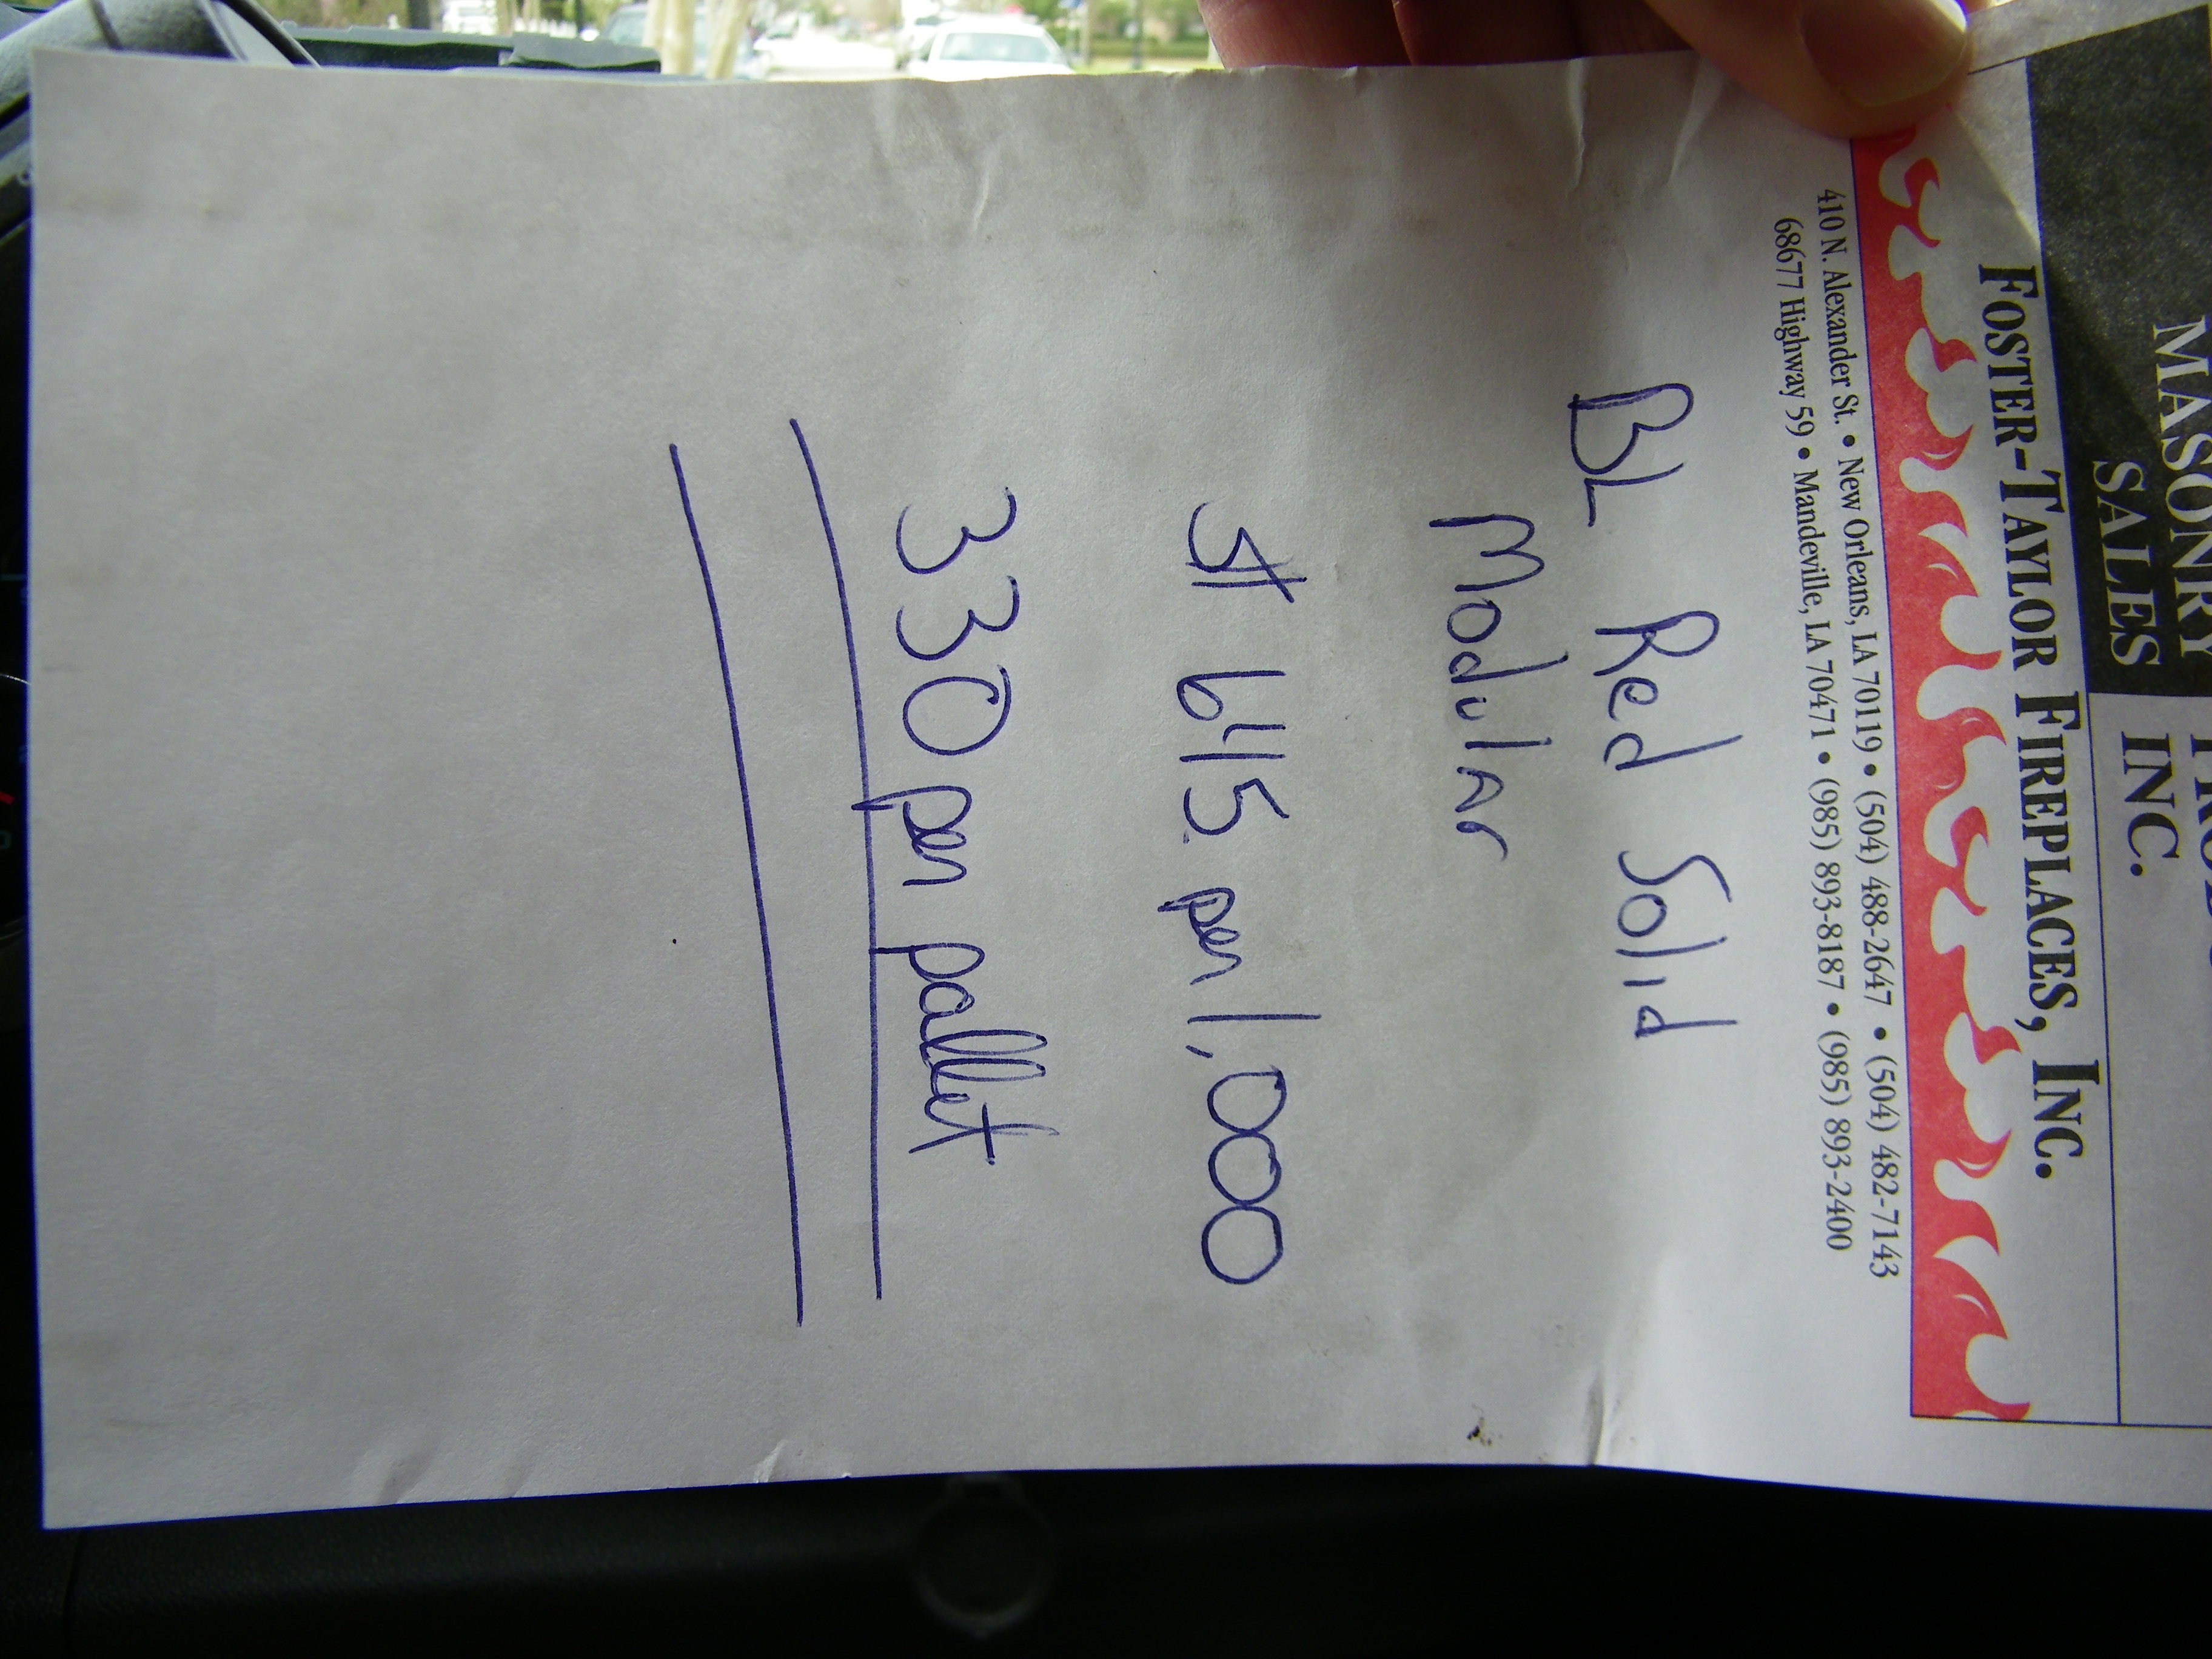 MASONRY
SALES INC.
FOSTER-TAYLOR FIREPLACES, INC.
410 N. Alexander St. • New Orleans, LA 70119 • (504) 488-2647 • (504) 482-7143
68677 Highway 59 • Mandeville, LA 70471 • (985) 893-8187 • (985) 893-2400
BL Red Solid
Modular
St 615. per 1,000
330 per pallet